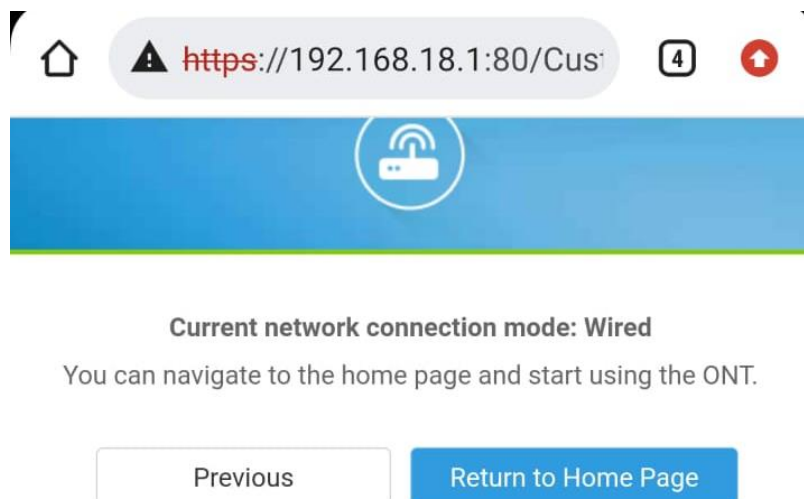 https://192.168.18.1:80/Cus
4
Current network connection mode: Wired
You can navigate to the home page and start using the ONT.
Previous
Return to Home Page